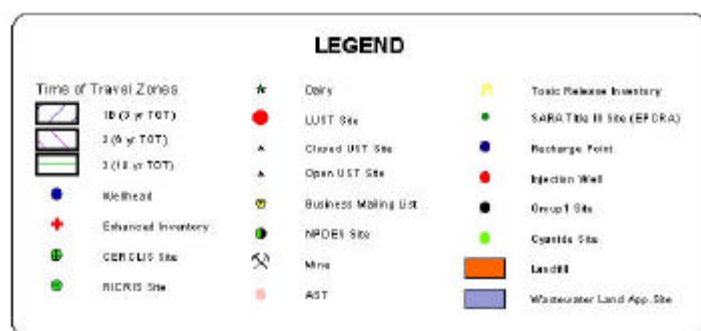 LEGEND
Time of Travel Zones
1B (3 yr TOT)
2 (6 yr TOT)
3 (10 yr TOT)
Wellhead
Enhanced Inventory
CERCLIS Site
RICRIS Site
Dairy
LUST Site
Closed UST Site
Open UST Site
Business Mailing List
NPDES Site
Mine
AST
Toxic Release Inventory
SARA Title III Site (EPCRA)
Recharge Point
Injection Well
Group1 Site
Cyanide Site
Landfill
Wastewater Land App. Site